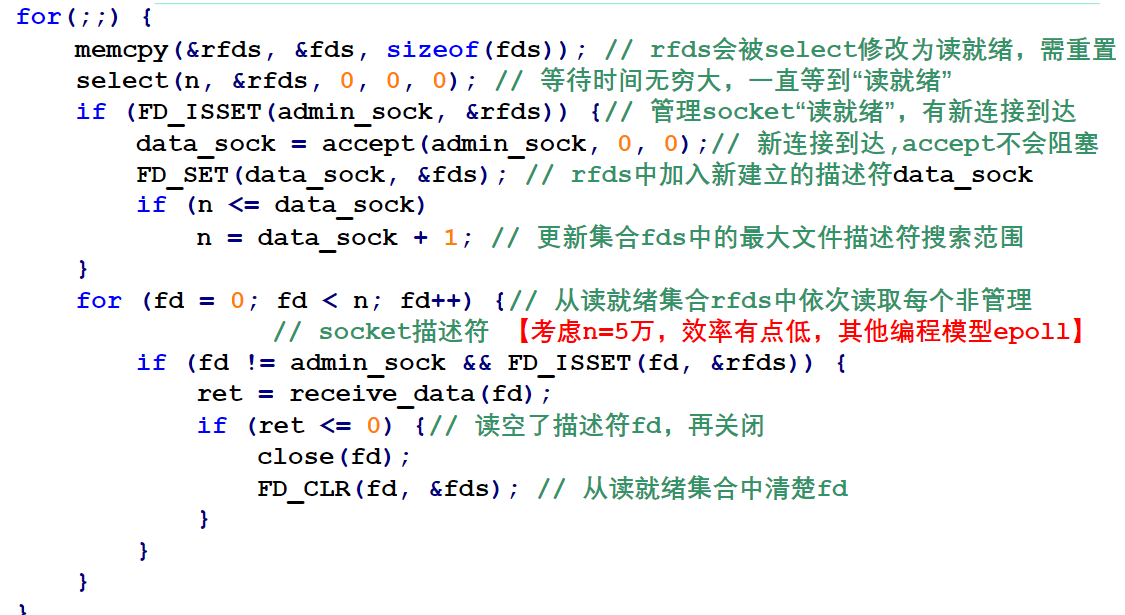 for(;;) {
memcpy(&rfds, &fds, sizeof(fds)); // rfds会被select修改为读就绪，需重置
select(n, &rfds, 0, 0, 0); // 等待时间无穷大，一直等到“读就绪”
if (FD_ISSET(admin_sock, &rfds)) {// 管理socket“读就绪”，有新连接到达
data_sock = accept(admin_sock, 0, 0);// 新连接到达,accept不会阻塞
FD_SET(data_sock, &fds); // rfds中加入新建立的描述符data_sock
if (n <= data_sock)
n = data_sock + 1; // 更新集合fds中的最大文件描述符搜索范围
}
for (fd = 0; fd < n; fd++) {// 从读就绪集合rfds中依次读取每个非管理
// socket描述符 【考虑n=5万，效率有点低，其他编程模型epoll】
if (fd != admin_sock && FD_ISSET(fd, &rfds)) {
ret = receive_data(fd);
if (ret <= 0) {// 读空了描述符fd，再关闭
close(fd);
FD_CLR(fd, &fds); // 从读就绪集合中清楚fd
}
}
}
}